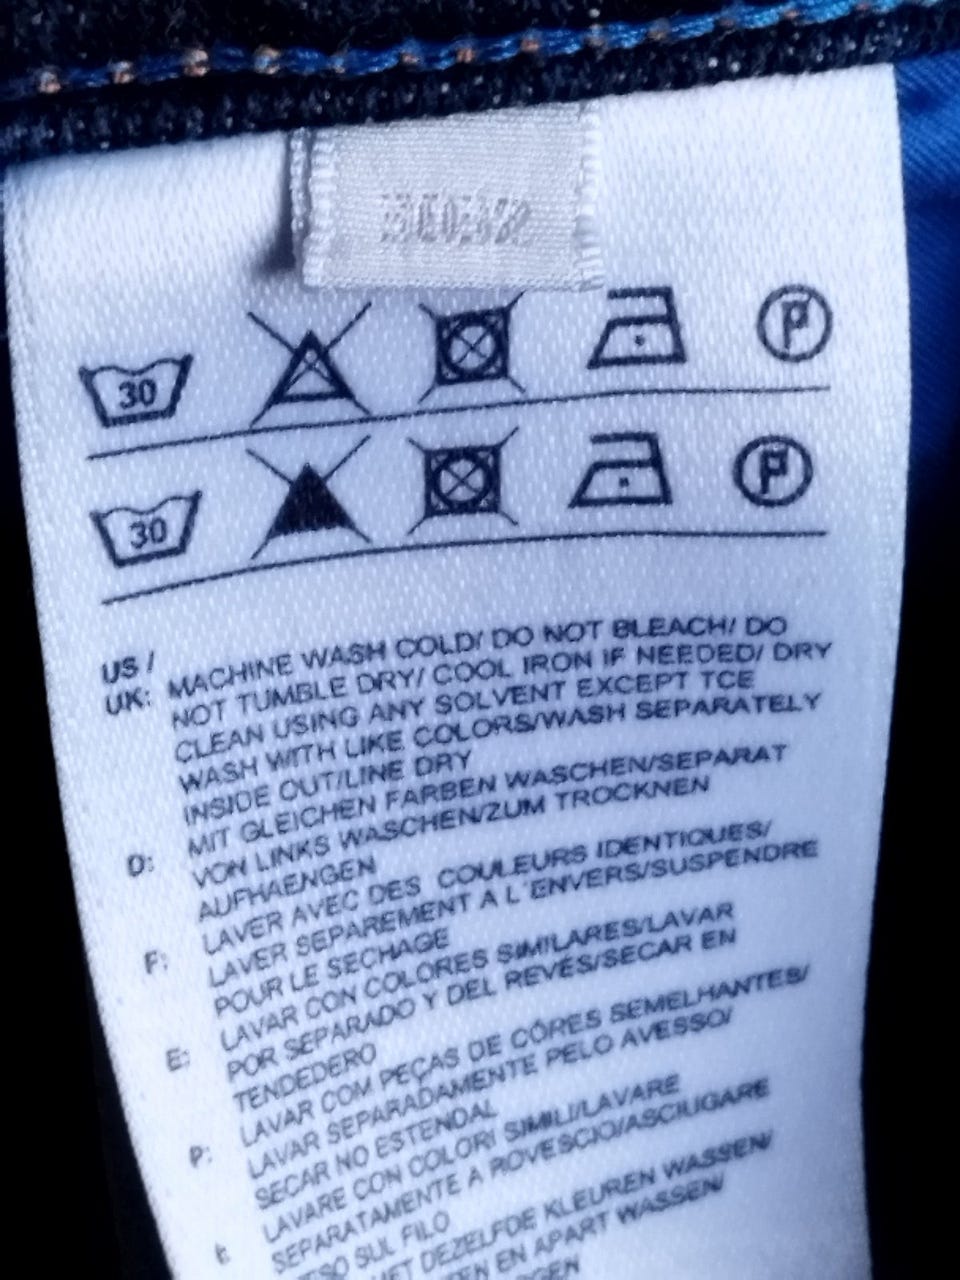 30
P
30
P
US /
UK: MACHINE WASH COLD/ DO NOT BLEACH/ DO
NOT TUMBLE DRY/ COOL IRON IF NEEDED/ DRY
CLEAN USING ANY SOLVENT EXCEPT TCE
WASH WITH LIKE COLORS/WASH SEPARATELY
INSIDE OUT/LINE DRY
D: MIT GLEICHEN FARBEN WASCHEN/SEPARAT
VON LINKS WASCHEN/ZUM TROCKNEN
AUFHAENGEN
F: LAVER AVEC DES COULEURS IDENTIQUES/
LAVER SEPAREMENT A L'ENVERS/SUSPENDRE
POUR LE SECHAGE
E: LAVAR CON COLORES SIMILARES/LAVAR
POR SEPARADO Y DEL REVÉS/SECAR EN
TENDEDERO
P: LAVAR COM PEÇAS DE CÔRES SEMELHANTES/
LAVAR SEPARADAMENTE PELO AVESSO/
SECAR NO ESTENDAL
I: LAVARE CON COLORI SIMILI/LAVARE
SEPARATAMENTE A ROVESCIO/ASCIUGARE
SUL FILO
DEZELFDE KLEUREN WASSEN/
EN APART WASSEN/